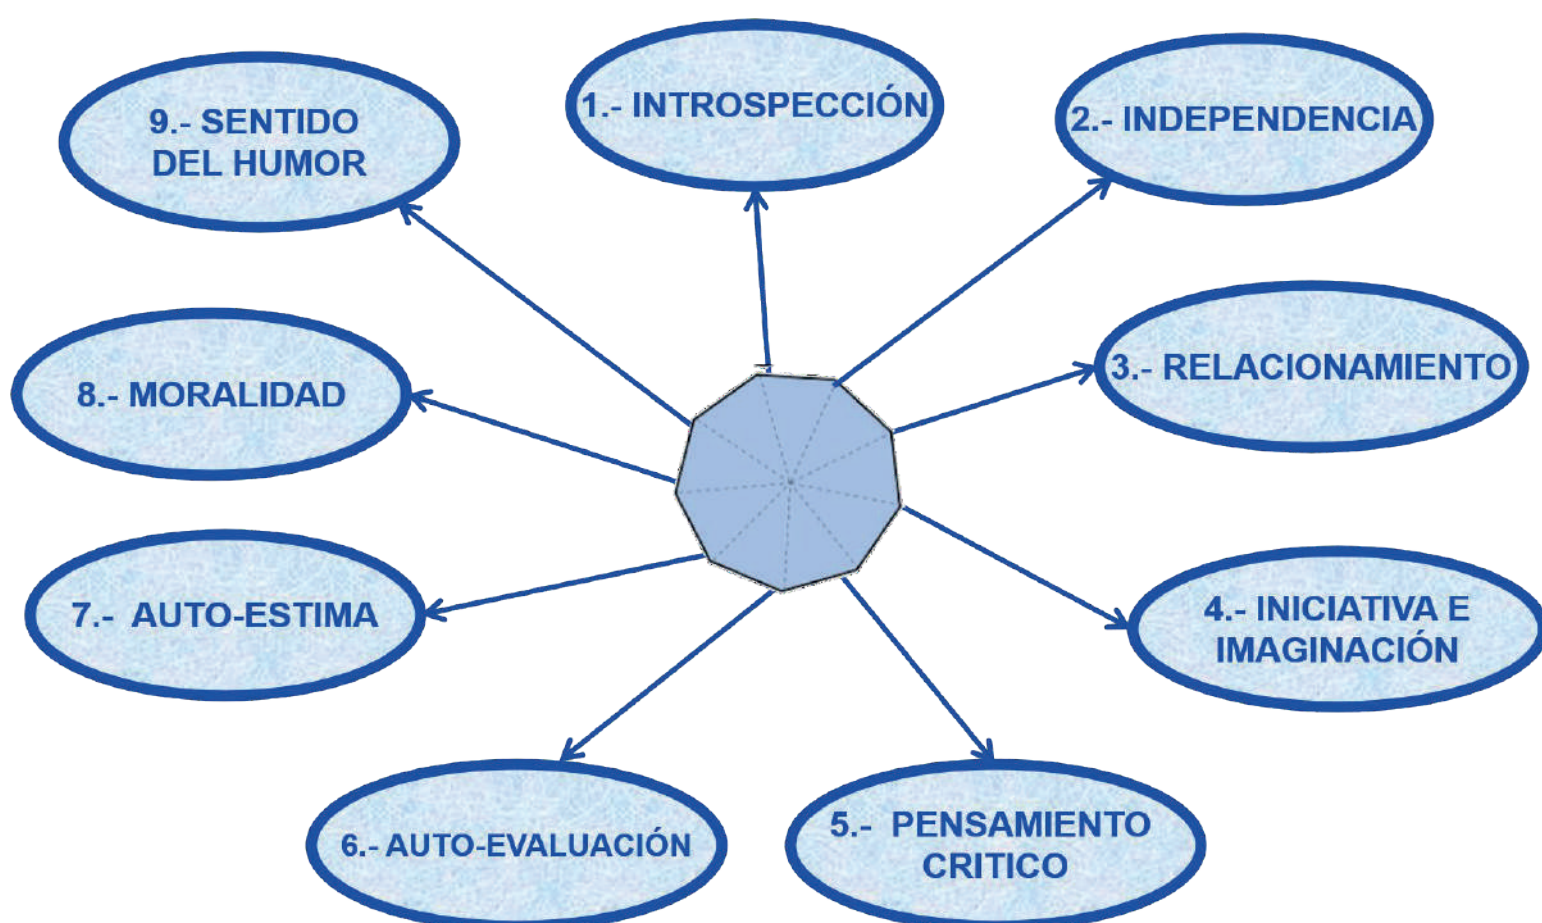 1.- INTROSPECCIÓN
2.- INDEPENDENCIA
3.- RELACIONAMIENTO
4.- INICIATIVA E
IMAGINACIÓN
5.- PENSAMIENTO
CRITICO
6.- AUTO-EVALUACIÓN
7.- AUTO-ESTIMA
8.- MORALIDAD
9.- SENTIDO
DEL HUMOR